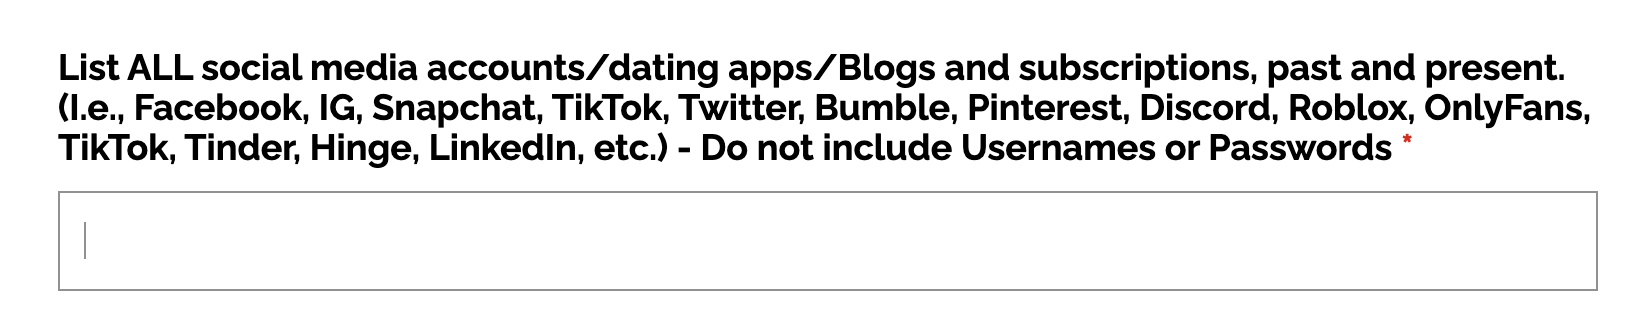 List ALL social media accounts/dating apps/Blogs and subscriptions, past and present.
(I.e., Facebook, IG, Snapchat, TikTok, Twitter, Bumble, Pinterest, Discord, Roblox, OnlyFans,
TikTok, Tinder, Hinge, LinkedIn, etc.) - Do not include Usernames or Passwords *